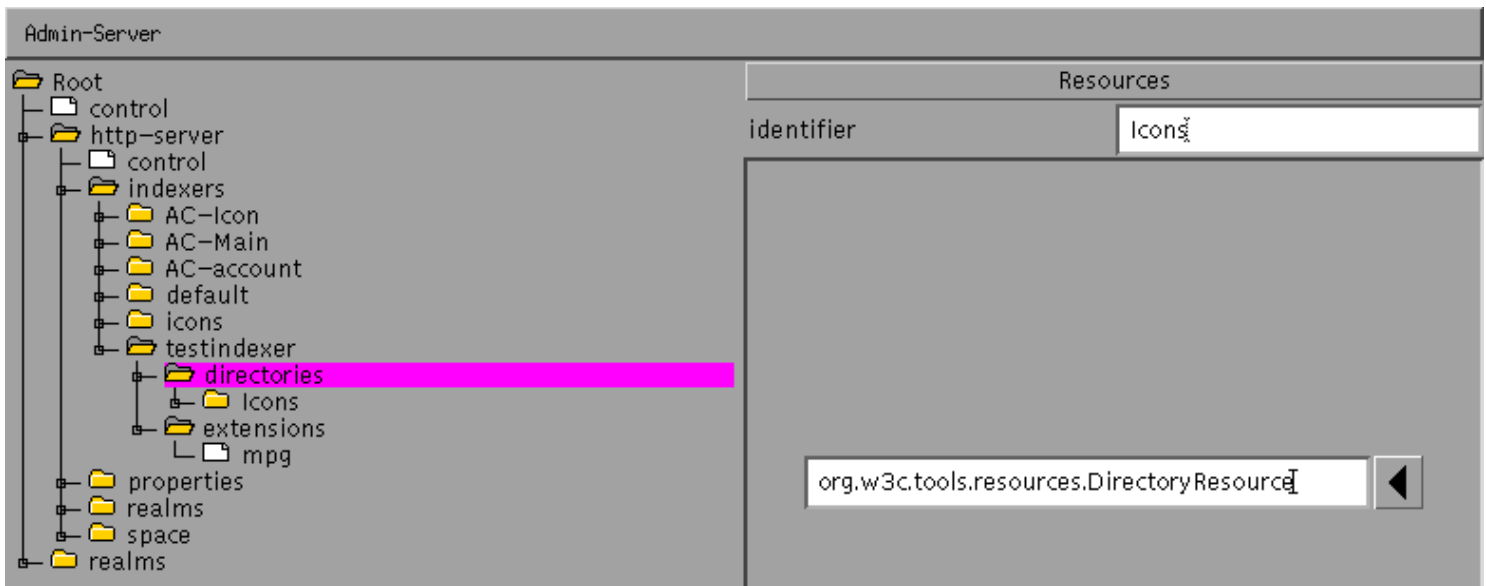 Admin-Server
Root
control
http-server
control
indexers
AC-Icon
AC-Main
AC-account
default
icons
testindexer
directories
Icons
extensions
mpg
properties
realms
space
realms
Resources
identifier Icons
org.w3c.tools.resources.DirectoryResource